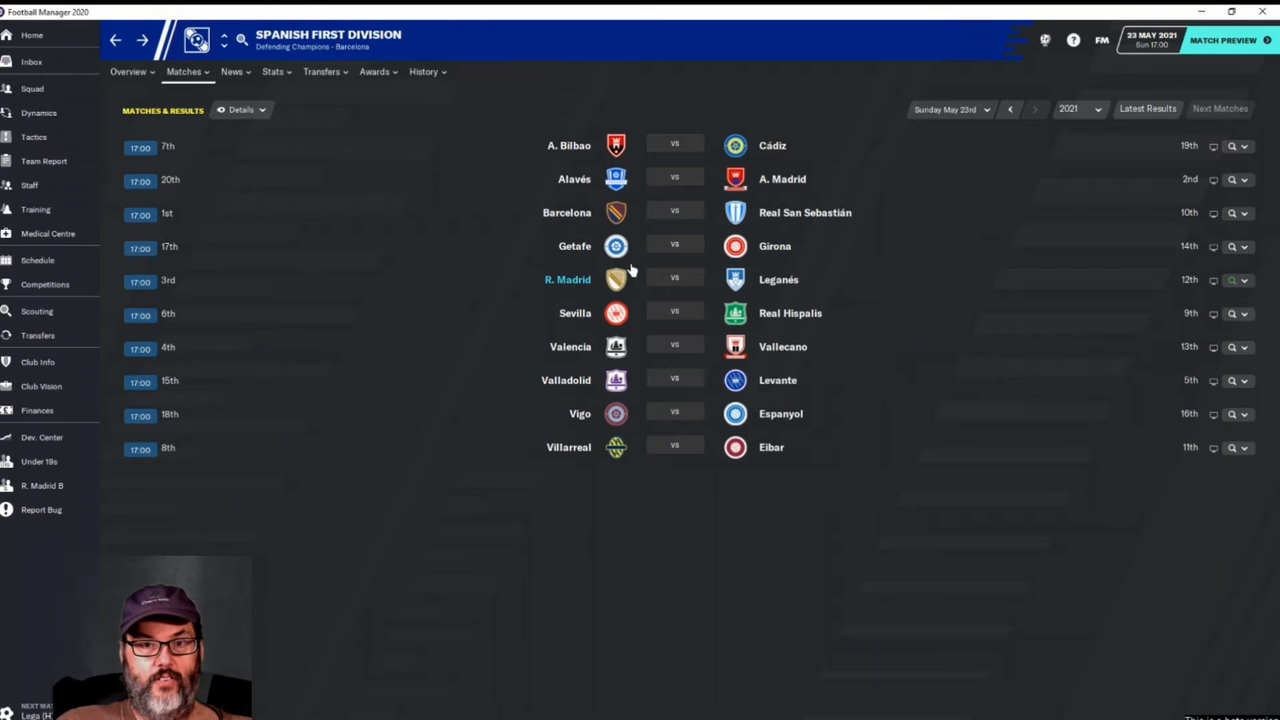 Football Manager 2020
Home
Inbox
Squad
Dynamics
Tactics
Team Report
Staff
Training
Medical Centre
Schedule
Competitions
Scouting
Transfers
Club Info
Club Vision
Finances
Dev. Center
Under 19s
R. Madrid B
Report Bug
NEXT MA
Lega (H)
SPANISH FIRST DIVISION
Defending Champions - Barcelona
FM
23 MAY 2021
Sun 17:00
MATCH PREVIEW
Overview Matches News Stats Transfers Awards History
MATCHES & RESULTS Details Sunday May 23rd 2021 Latest Results Next Matches
17:00 7th A. Bilbao vs Cádiz 19th
17:00 20th Alavés vs A. Madrid 2nd
17:00 1st Barcelona vs Real San Sebastián 10th
17:00 17th Getafe vs Girona 14th
17:00 3rd R. Madrid vs Leganés 12th
17:00 6th Sevilla vs Real Hispalis 9th
17:00 4th Valencia vs Vallecano 13th
17:00 15th Valladolid vs Levante 5th
17:00 18th Vigo vs Espanyol 16th
17:00 8th Villarreal vs Eibar 11th